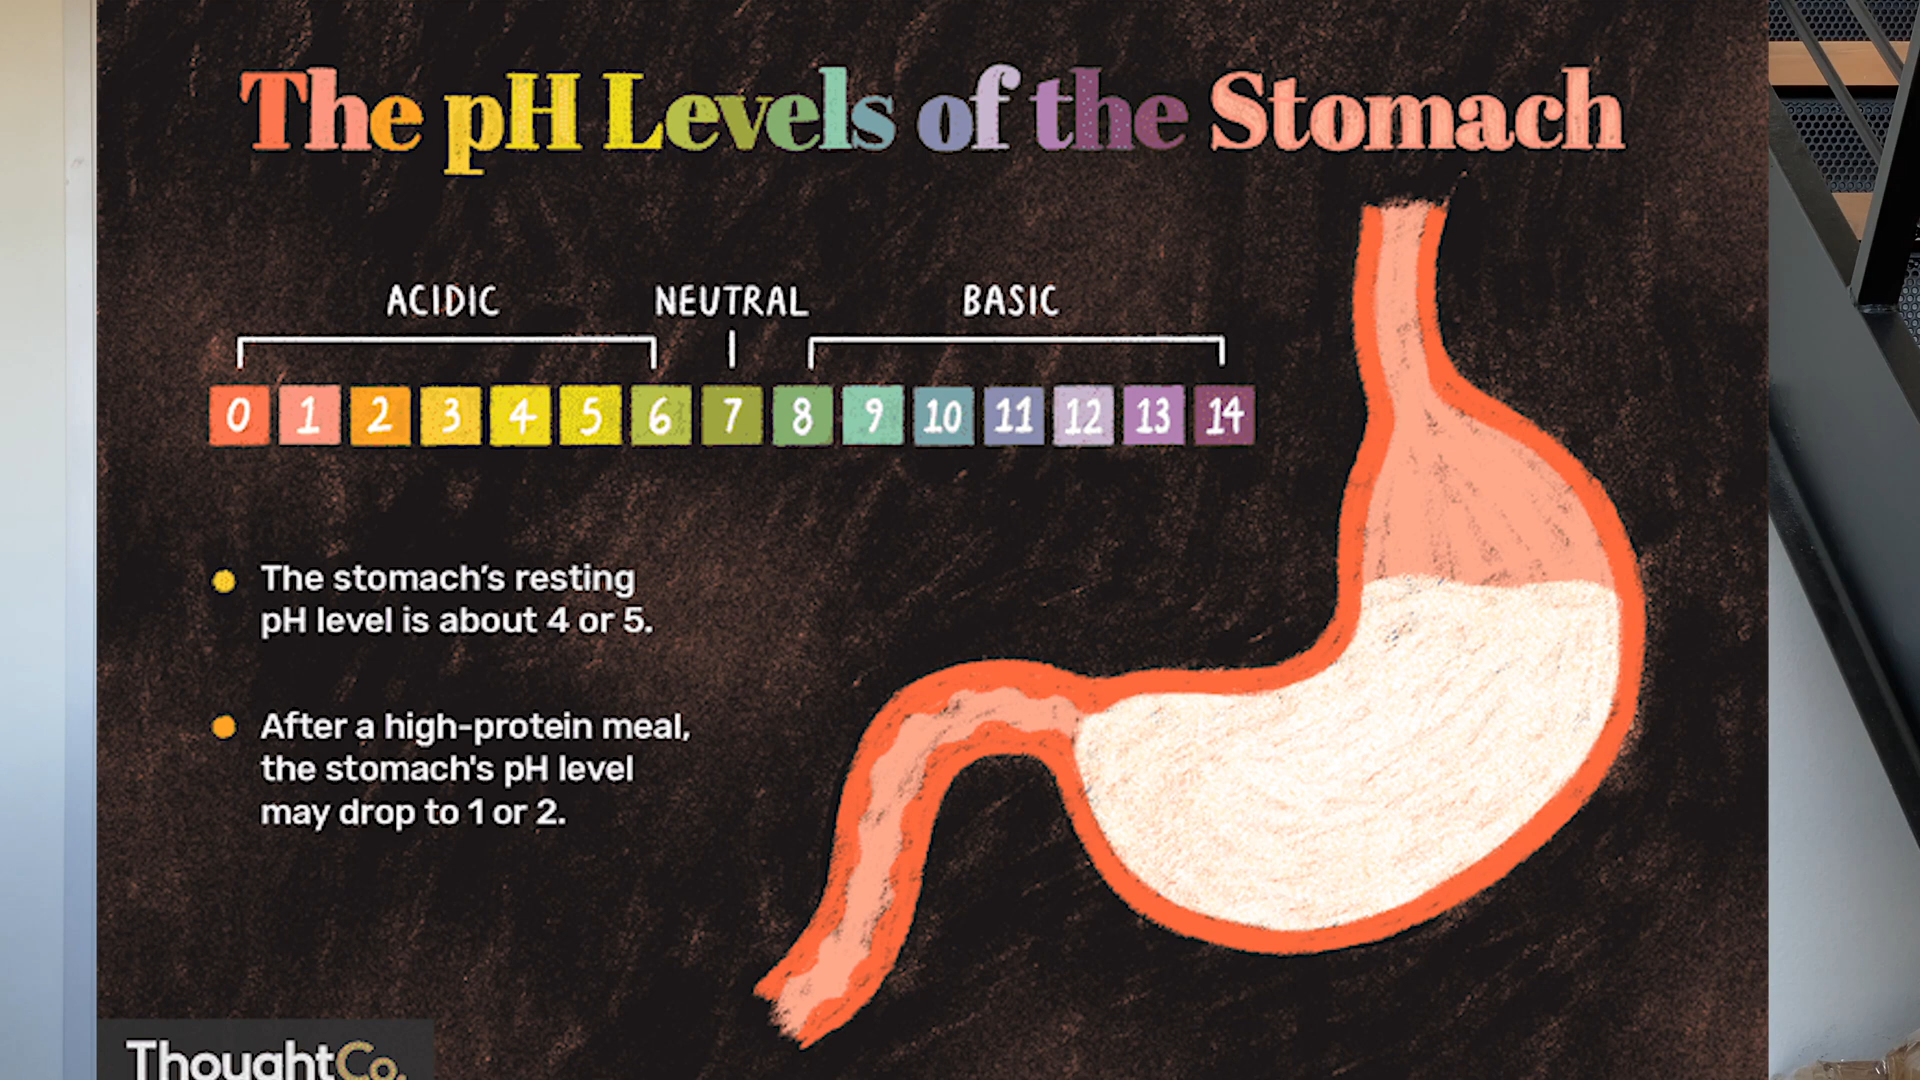 The pH Levels of the Stomach
ACIDIC NEUTRAL BASIC
0 1 2 3 4 5 6 7 8 9 10 11 12 13 14
The stomach's resting
pH level is about 4 or 5.
After a high-protein meal,
the stomach's pH level
may drop to 1 or 2.
ThoughtCo.